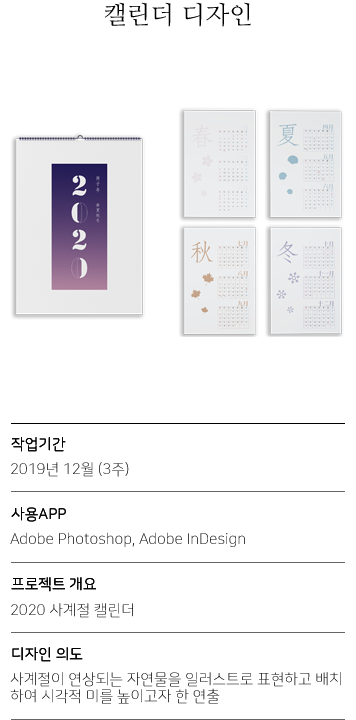 캘린더 디자인
2020
春
夏
秋
冬
작업기간
2019년 12월 (3주)
사용APP
Adobe Photoshop, Adobe InDesign
프로젝트 개요
2020 사계절 캘린더
디자인 의도
사계절이 연상되는 자연물을 일러스트로 표현하고 배치
하여 시각적 미를 높이고자 한 연출